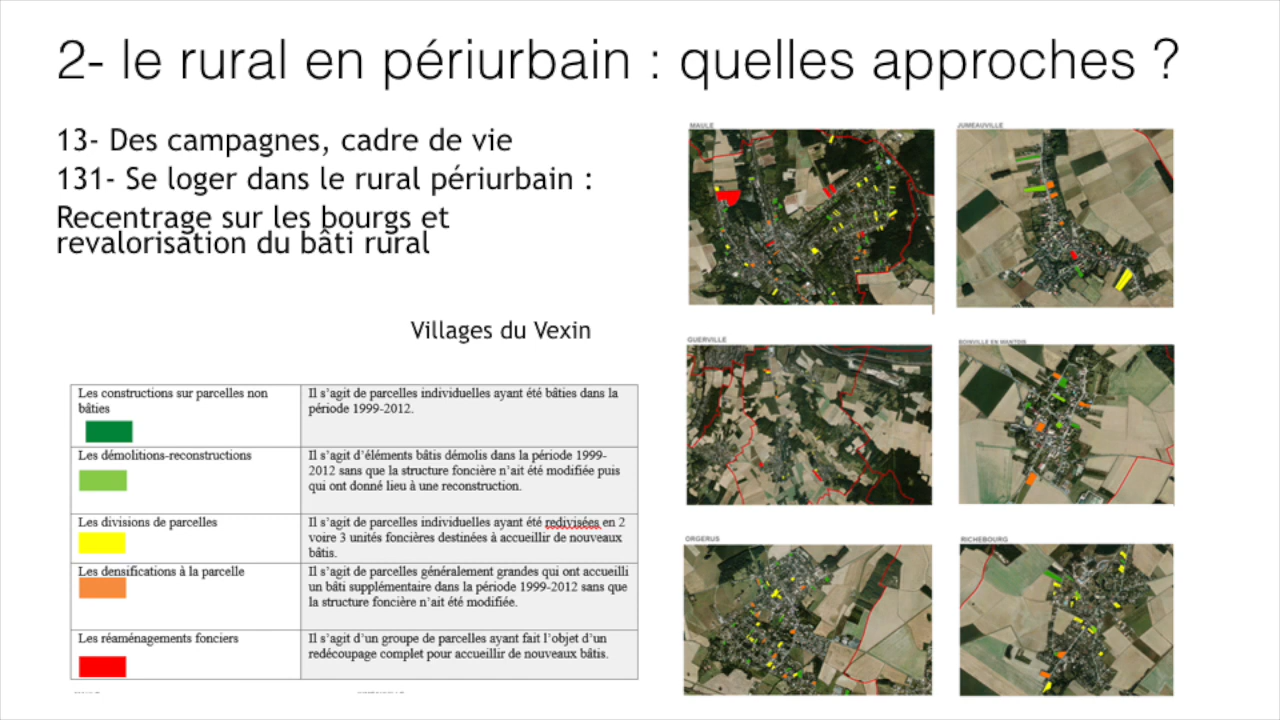 2- le rural en périurbain : quelles approches ?
13- Des campagnes, cadre de vie
131- Se loger dans le rural périurbain :
Recentrage sur les bourgs et
revalorisation du bâti rural
Villages du Vexin
Les constructions sur parcelles non
bâties
Il s'agit de parcelles individuelles ayant été bâties dans la
période 1999-2012.
Les démolitions-reconstructions
Il s'agit d'éléments bâtis démolis dans la période 1999-
2012 sans que la structure foncière n'ait été modifiée puis
qui ont donné lieu à une reconstruction.
Les divisions de parcelles
Il s'agit de parcelles individuelles ayant été redivisées en 2
voire 3 unités foncières destinées à accueillir de nouveaux
bâtis.
Les densifications à la parcelle
Il s'agit de parcelles généralement grandes qui ont accueilli
un bâti supplémentaire dans la période 1999-2012 sans que
la structure foncière n'ait été modifiée.
Les réaménagements fonciers
Il s'agit d'un groupe de parcelles ayant fait l'objet d'un
redécoupage complet pour accueillir de nouveaux bâtis.
MAULE
JUMEAUVILLE
GUERVILLE
BOINVILLE EN MANTOIS
ORGERUS
RICHEBOURG